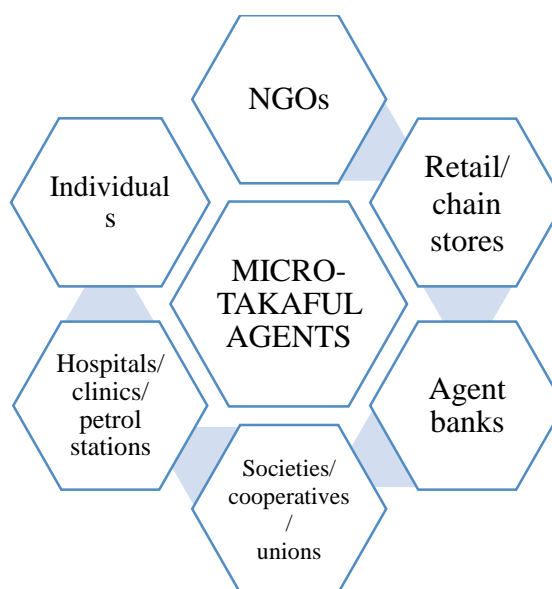 NGOs
Individual
s
Retail/
chain
stores
MICRO-
TAKAFUL
AGENTS
Hospitals/
clinics/
petrol
stations
Agent
banks
Societies/
cooperatives
/
unions